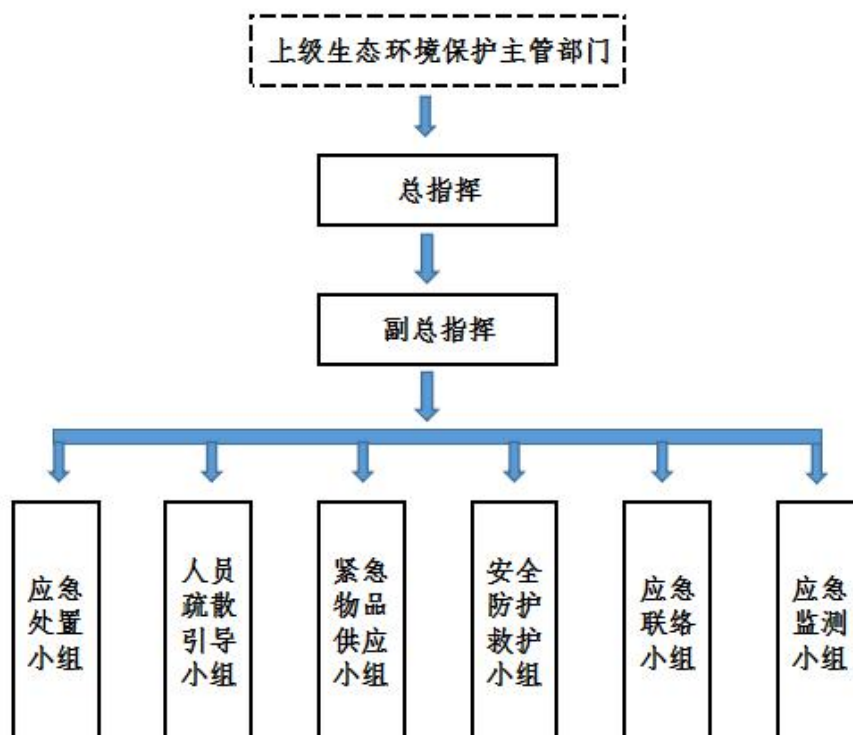 上级生态环境保护主管部门
总指挥
副总指挥
应急
处置
小组
人员
疏散
引导
小组
紧急
物品
供应
小组
安全
防护
救护
小组
应急
联络
小组
应急
监测
小组